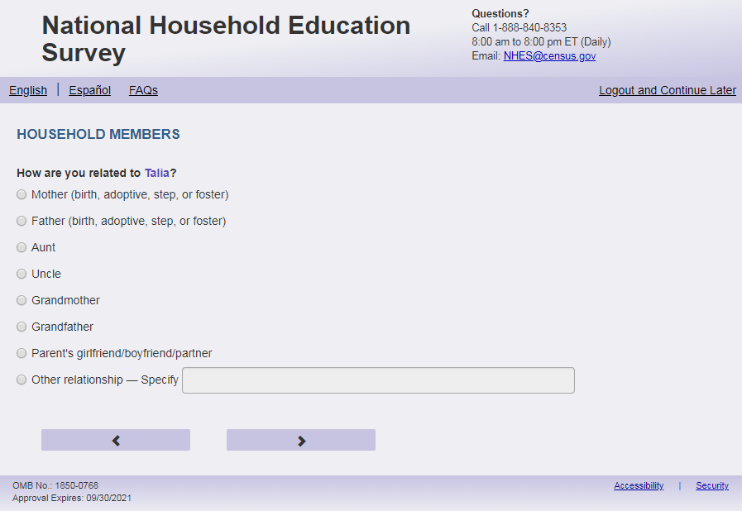 National Household Education
Survey
Questions?
Call 1-888-840-8353
8:00 am to 8:00 pm ET (Daily)
Email: NHES@census.gov
English | Español FAQs
Logout and Continue Later
HOUSEHOLD MEMBERS
How are you related to Talia?
Mother (birth, adoptive, step, or foster)
Father (birth, adoptive, step, or foster)
Aunt
Uncle
Grandmother
Grandfather
Parent's girlfriend/boyfriend/partner
Other relationship — Specify
OMB No.: 1850-0768
Approval Expires: 09/30/2021
Accessibility | Security